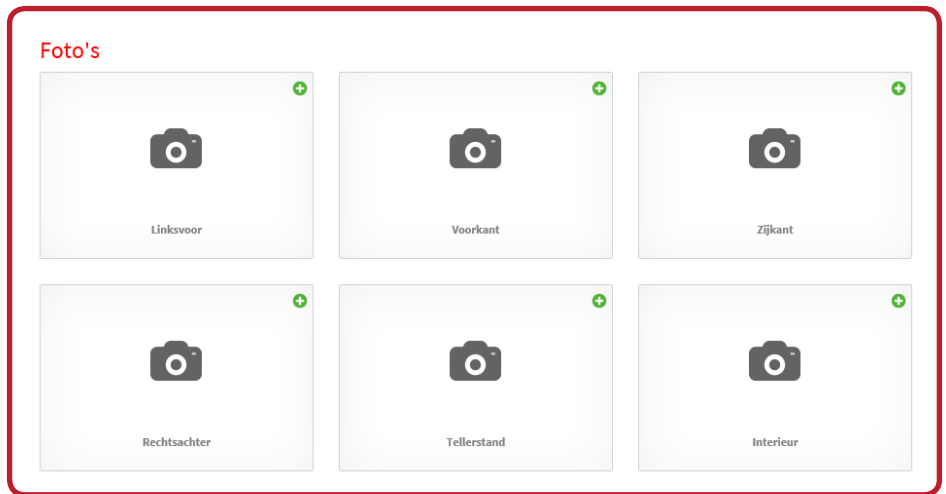 Foto's
Linksvoor
Voorkant
Zijkant
Rechtsachter
Tellerstand
Interieur